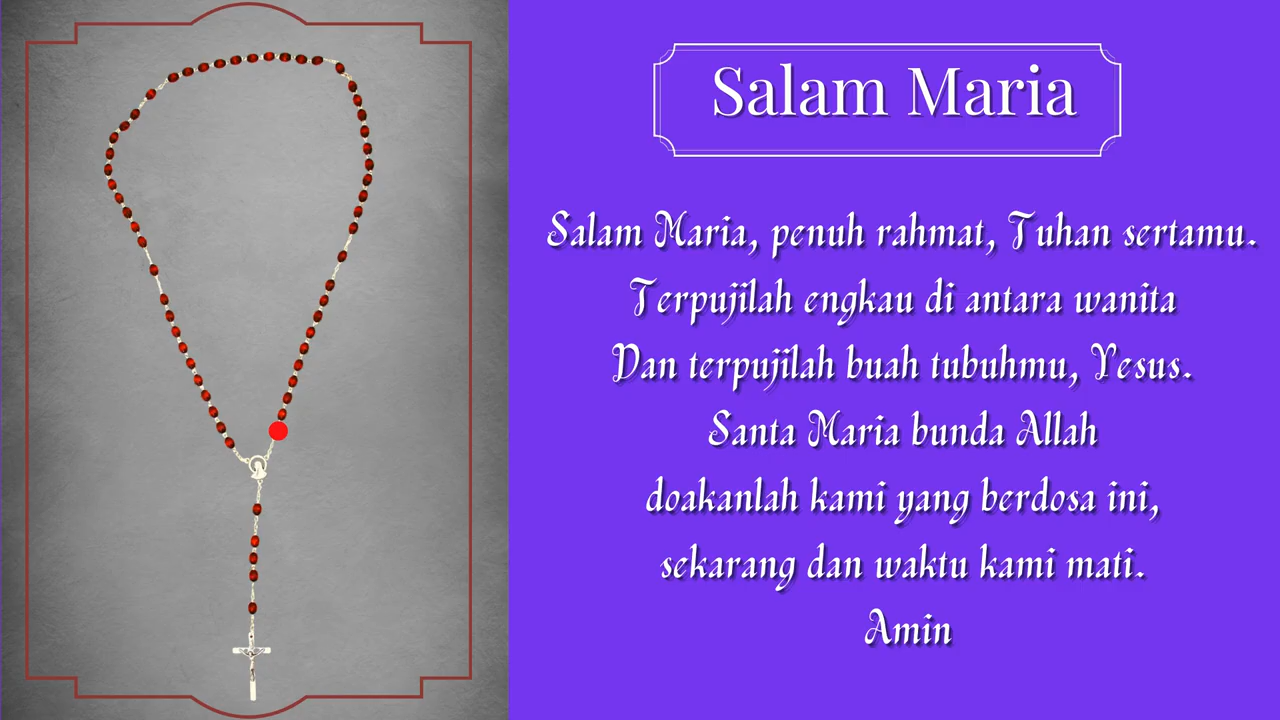 Salam Maria
Salam Maria, penuh rahmat, Tuhan sertamu.
Terpujilah engkau di antara wanita
Dan terpujilah buah tubuhmu, Yesus.
Santa Maria bunda Allah
doakanlah kami yang berdosa ini,
sekarang dan waktu kami mati.
Amin